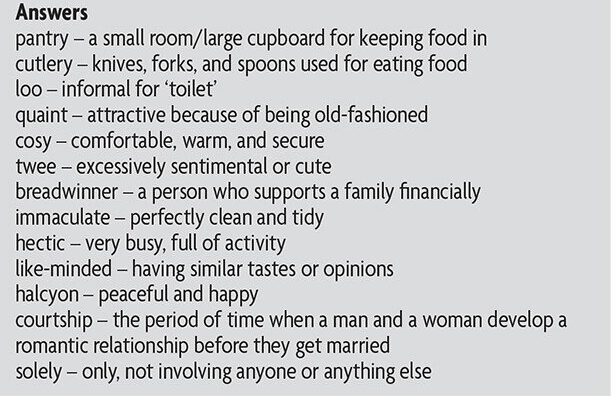 Answers
pantry – a small room/large cupboard for keeping food in
cutlery – knives, forks, and spoons used for eating food
loo – informal for ‘toilet’
quaint – attractive because of being old-fashioned
cosy – comfortable, warm, and secure
twee – excessively sentimental or cute
breadwinner – a person who supports a family financially
immaculate – perfectly clean and tidy
hectic – very busy, full of activity
like-minded – having similar tastes or opinions
halcyon – peaceful and happy
courtship – the period of time when a man and a woman develop a
romantic relationship before they get married
solely – only, not involving anyone or anything else